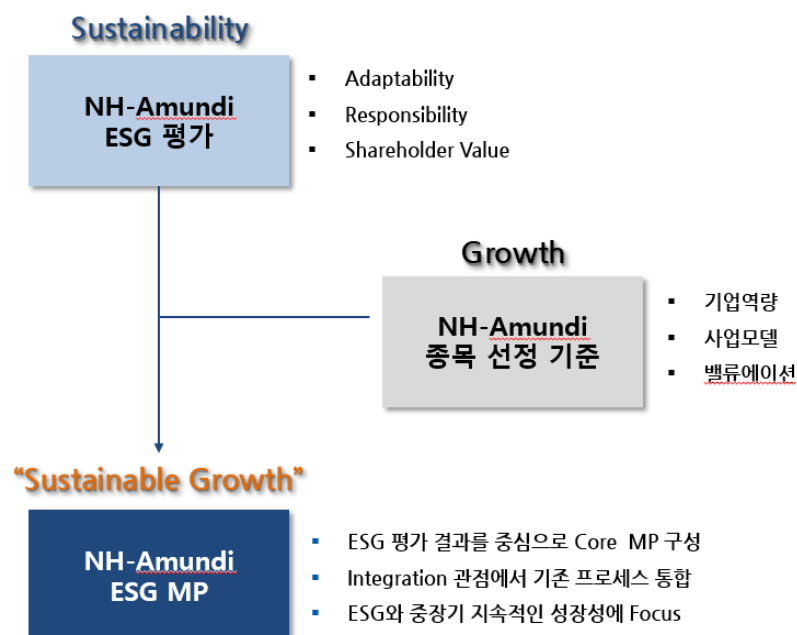 Sustainability
NH-Amundi
ESG 평가
▪ Adaptability
▪ Responsibility
▪ Shareholder Value
Growth
NH-Amundi
종목 선정 기준
▪ 기업역량
▪ 사업모델
▪ 밸류에이션
“Sustainable Growth”
NH-Amundi
ESG MP
▪ ESG 평가 결과를 중심으로 Core MP 구성
▪ Integration 관점에서 기존 프로세스 통합
▪ ESG와 중장기 지속적인 성장성에 Focus